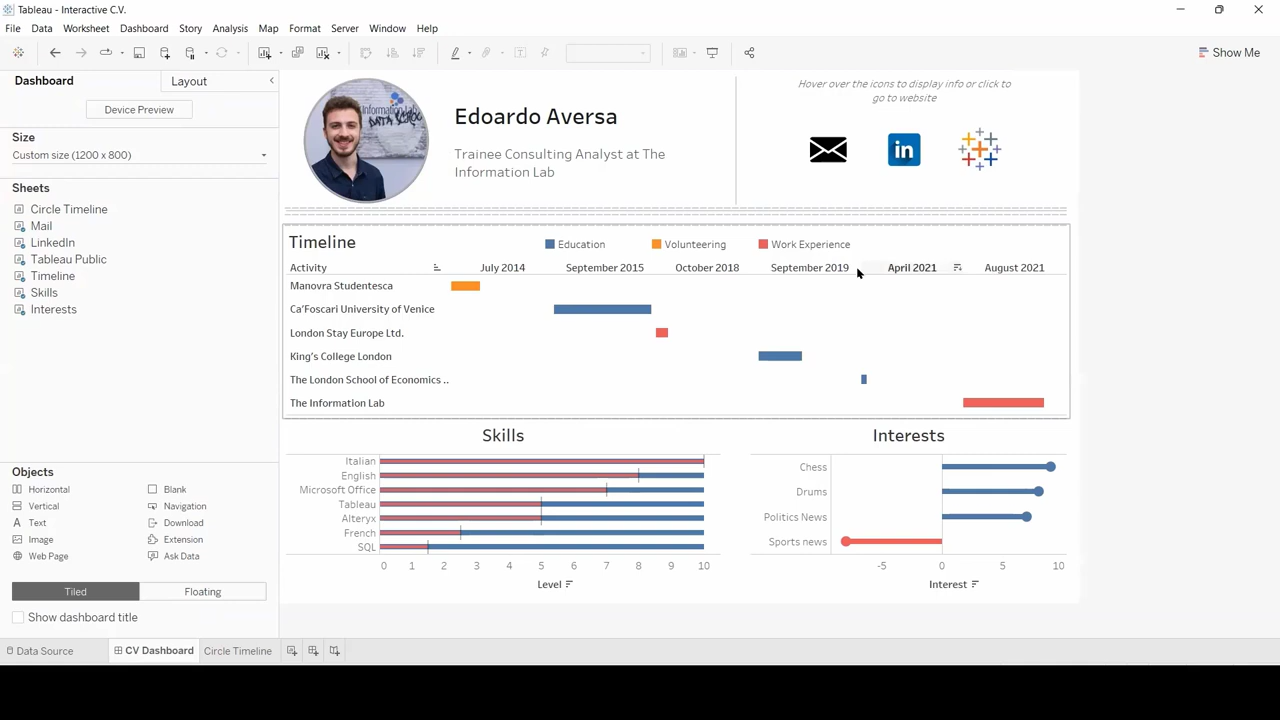 Tableau - Interactive C.V.
File Data Worksheet Dashboard Story Analysis Map Format Server Window Help
Show Me
Dashboard Layout
Device Preview
Size
Custom size (1200 x 800)
Sheets
Circle Timeline
Mail
LinkedIn
Tableau Public
Timeline
Skills
Interests
Objects
Horizontal Blank
Vertical Navigation
Text Download
Image Extension
Web Page Ask Data
Tiled Floating
Show dashboard title
Information Lab
DATA SCHOOL
Edoardo Aversa
Trainee Consulting Analyst at The
Information Lab
Hover over the icons to display info or click to
go to website
in
Timeline
Education Volunteering Work Experience
Activity July 2014 September 2015 October 2018 September 2019 April 2021 August 2021
Manovra Studentesca
Ca'Foscari University of Venice
London Stay Europe Ltd.
King's College London
The London School of Economics ..
The Information Lab
Skills
Italian
English
Microsoft Office
Tableau
Alteryx
French
SQL
0 1 2 3 4 5 6 7 8 9 10
Level
Interests
Chess
Drums
Politics News
Sports news
-5 0 5 10
Interest
Data Source CV Dashboard Circle Timeline